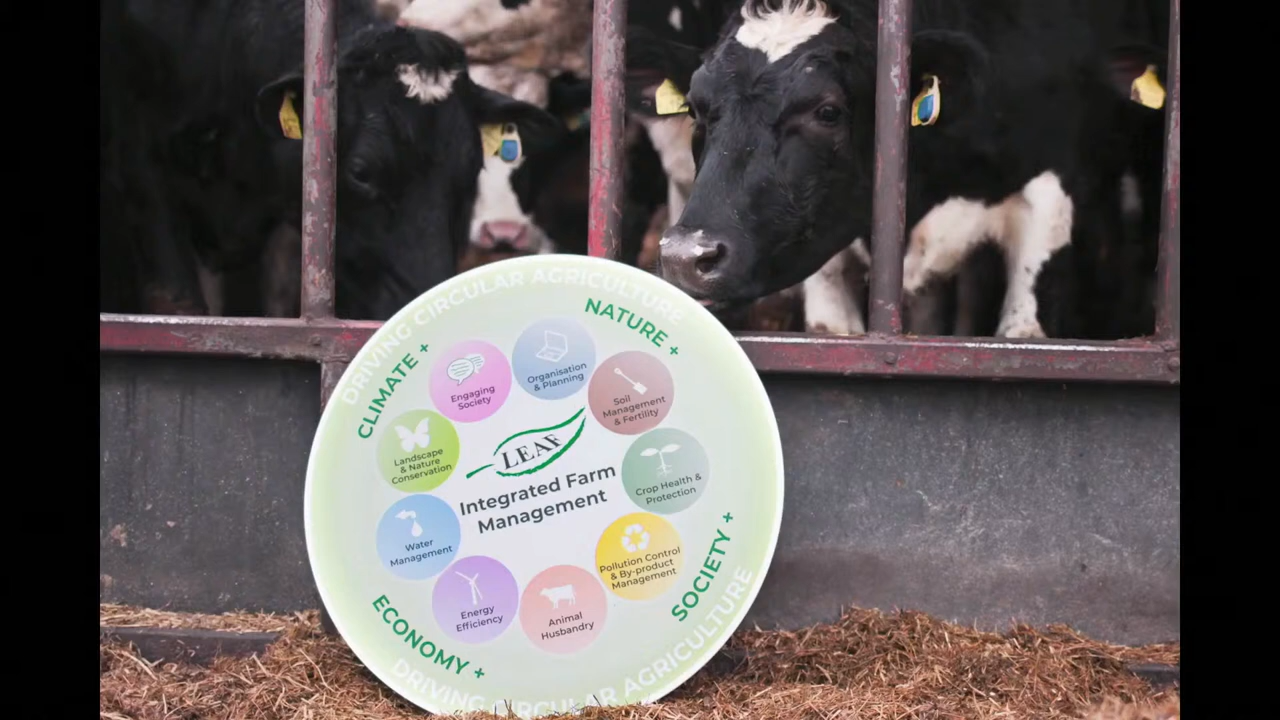 DRIVING CIRCULAR AGRICULTURE
CLIMATE +
NATURE +
Organisation
& Planning
Soil
Management
& Fertility
Crop Health &
Protection
Pollution Control
& By-product
Management
Animal
Husbandry
Energy
Efficiency
Water
Management
Landscape
& Nature
Conservation
Engaging
Society
LEAF
Integrated Farm
Management
ECONOMY +
SOCIETY +
DRIVING CIRCULAR AGRICULTURE